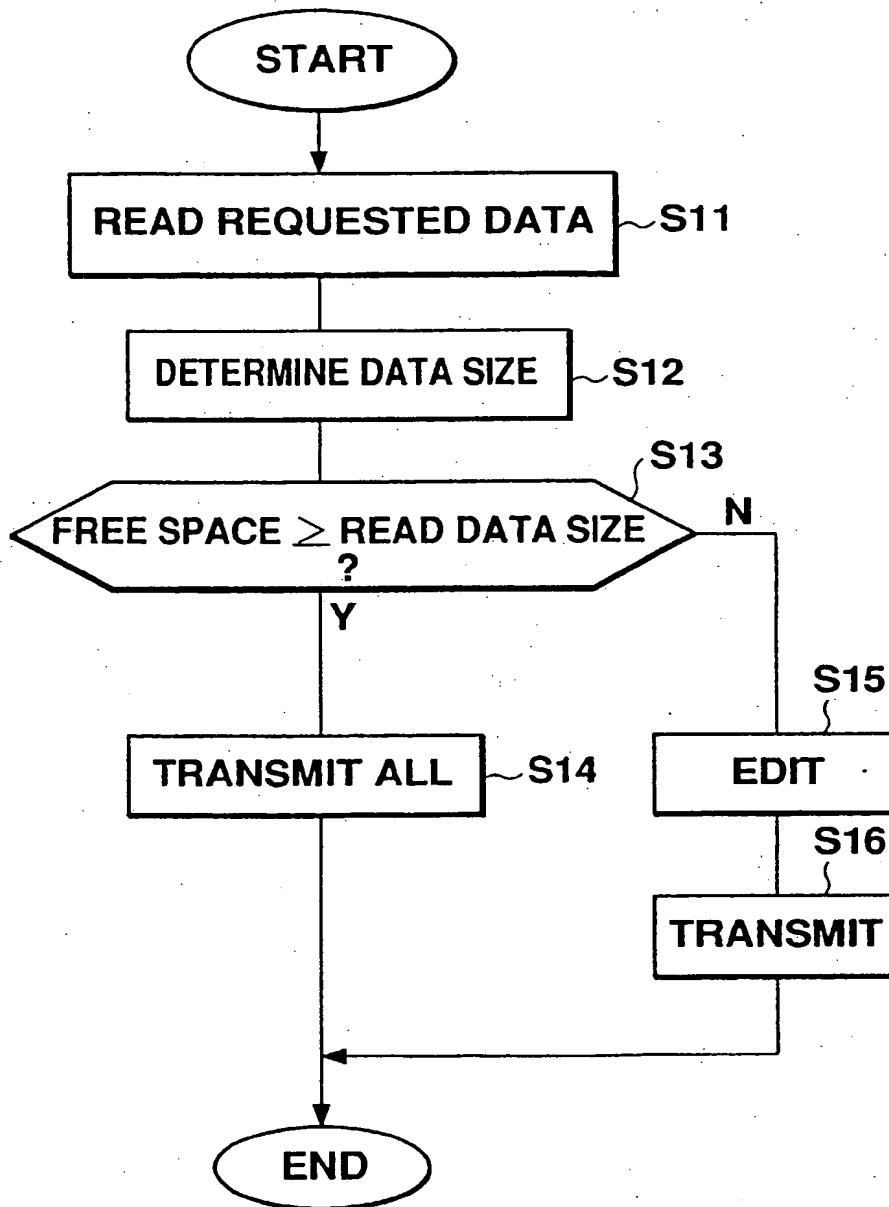 START
READ REQUESTED DATA
S11
DETERMINE DATA SIZE
S12
S13
FREE SPACE ≥ READ DATA SIZE
?
N
Y
S15
TRANSMIT ALL
S14
EDIT
S16
TRANSMIT
END